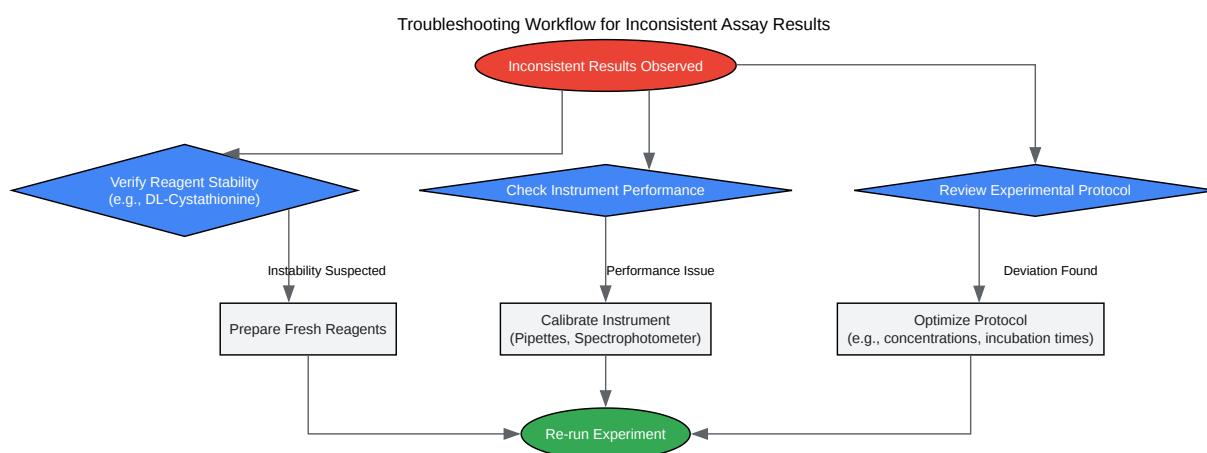 Troubleshooting Workflow for Inconsistent Assay Results
Inconsistent Results Observed
Verify Reagent Stability
(e.g., DL-Cystathionine)
Check Instrument Performance
Review Experimental Protocol
Instability Suspected
Performance Issue
Deviation Found
Prepare Fresh Reagents
Calibrate Instrument
(Pipettes, Spectrophotometer)
Optimize Protocol
(e.g., concentrations, incubation times)
Re-run Experiment